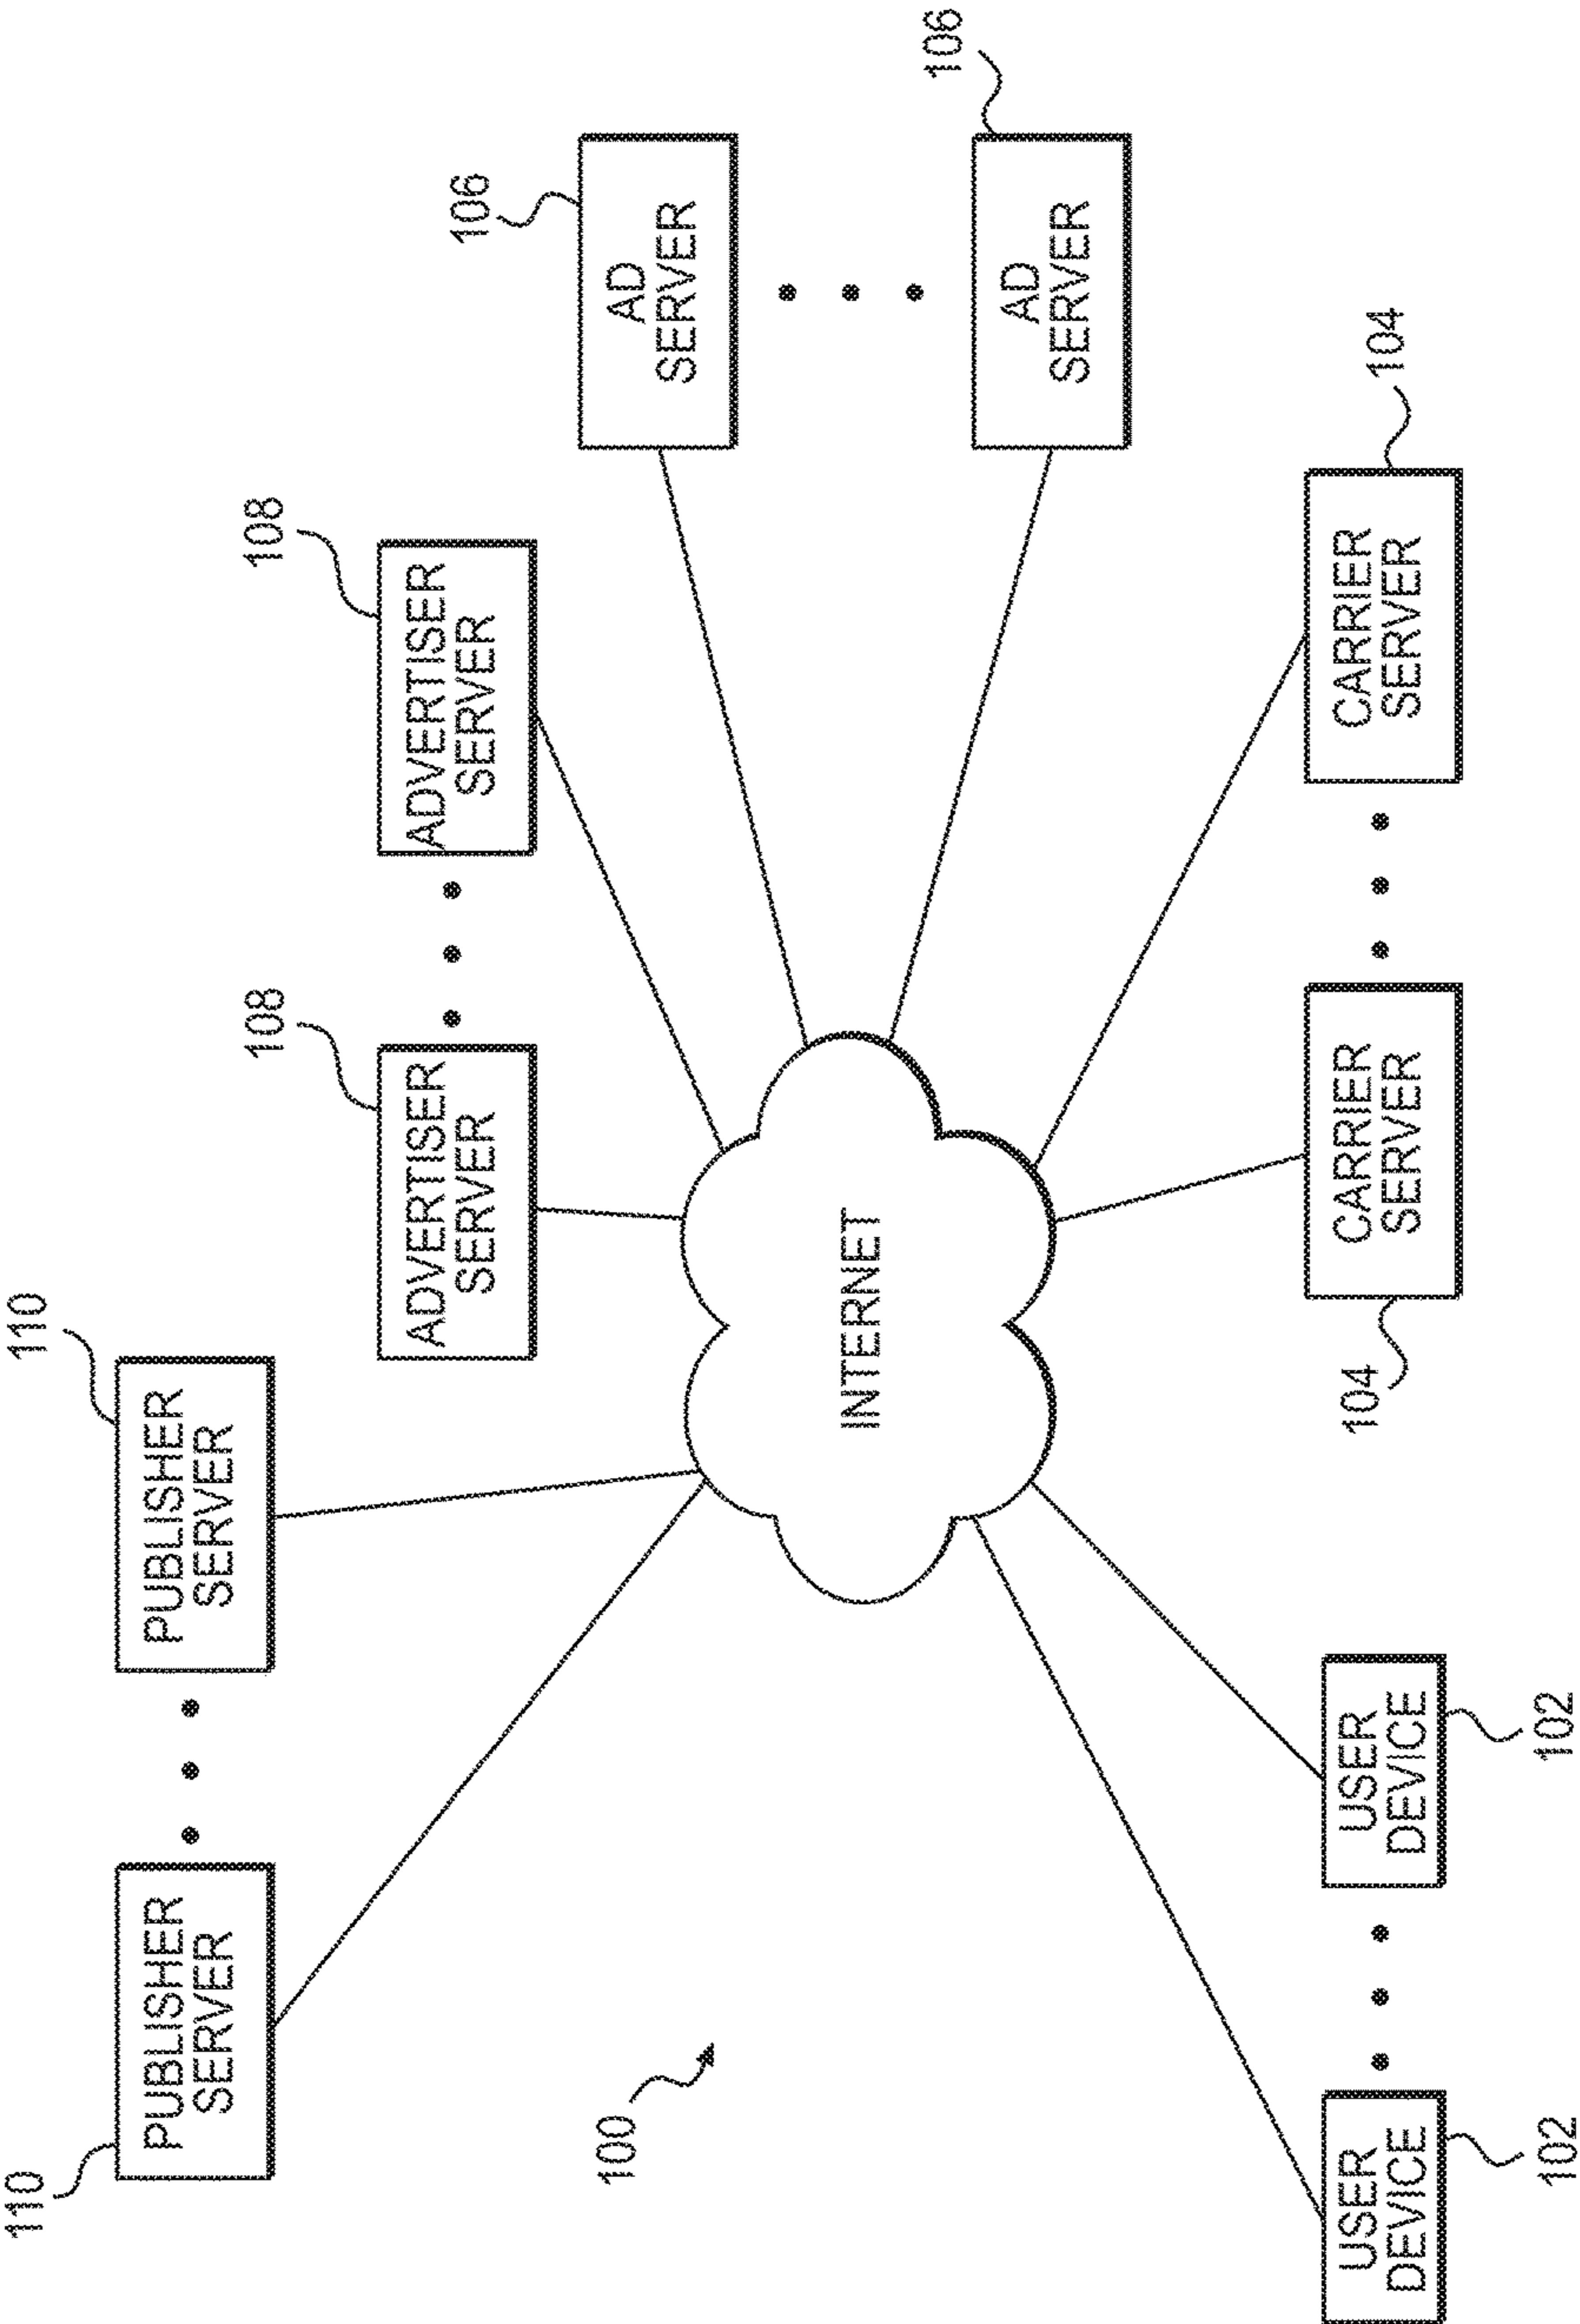 110
110
PUBLISHER
SERVER
PUBLISHER
SERVER
108
108
ADVERTISER
SERVER
ADVERTISER
SERVER
106
AD
SERVER
100
INTERNET
106
AD
SERVER
104
CARRIER
SERVER
CARRIER
SERVER
104
USER
DEVICE
USER
DEVICE
102
102